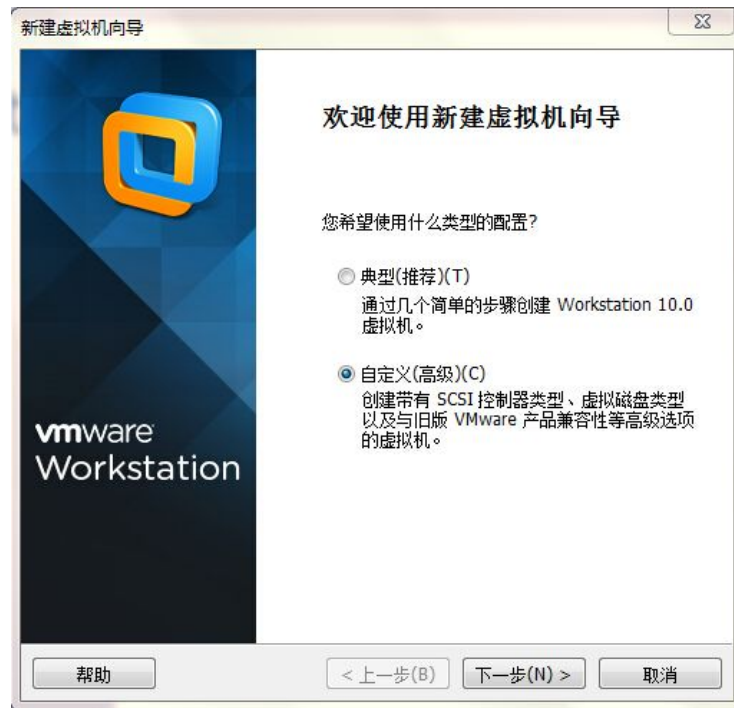 新建虚拟机向导
欢迎使用新建虚拟机向导
您希望使用什么类型的配置?
典型(推荐)(T)
通过几个简单的步骤创建 Workstation 10.0
虚拟机。
自定义(高级)(C)
创建带有 SCSI 控制器类型、虚拟磁盘类型
以及与旧版 VMware 产品兼容性等高级选项
的虚拟机。
vmware
Workstation
帮助
< 上一步(B)
下一步(N) >
取消